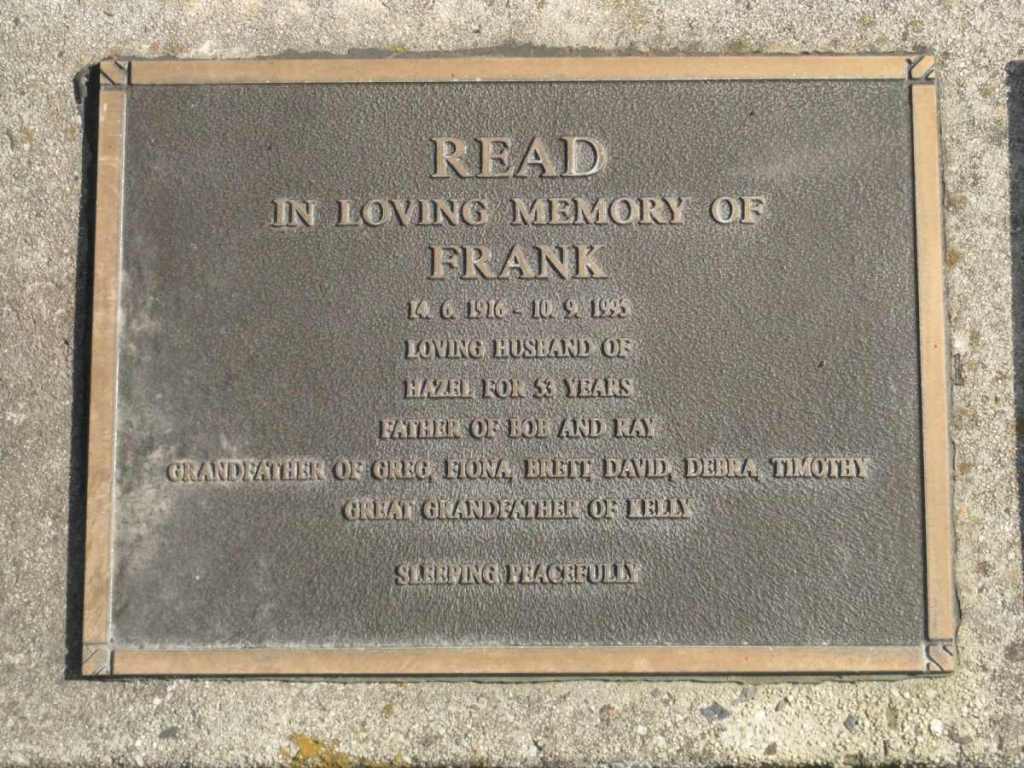 READ
IN LOVING MEMORY OF
FRANK
14. 6. 1916 - 10. 9. 1995
LOVING HUSBAND OF
HAZEL FOR 53 YEARS
FATHER OF BOB AND RAY
GRANDFATHER OF GREG, FIONA, BRETT, DAVID, DEBRA, TIMOTHY
GREAT GRANDFATHER OF KELLY
SLEEPING PEACEFULLY